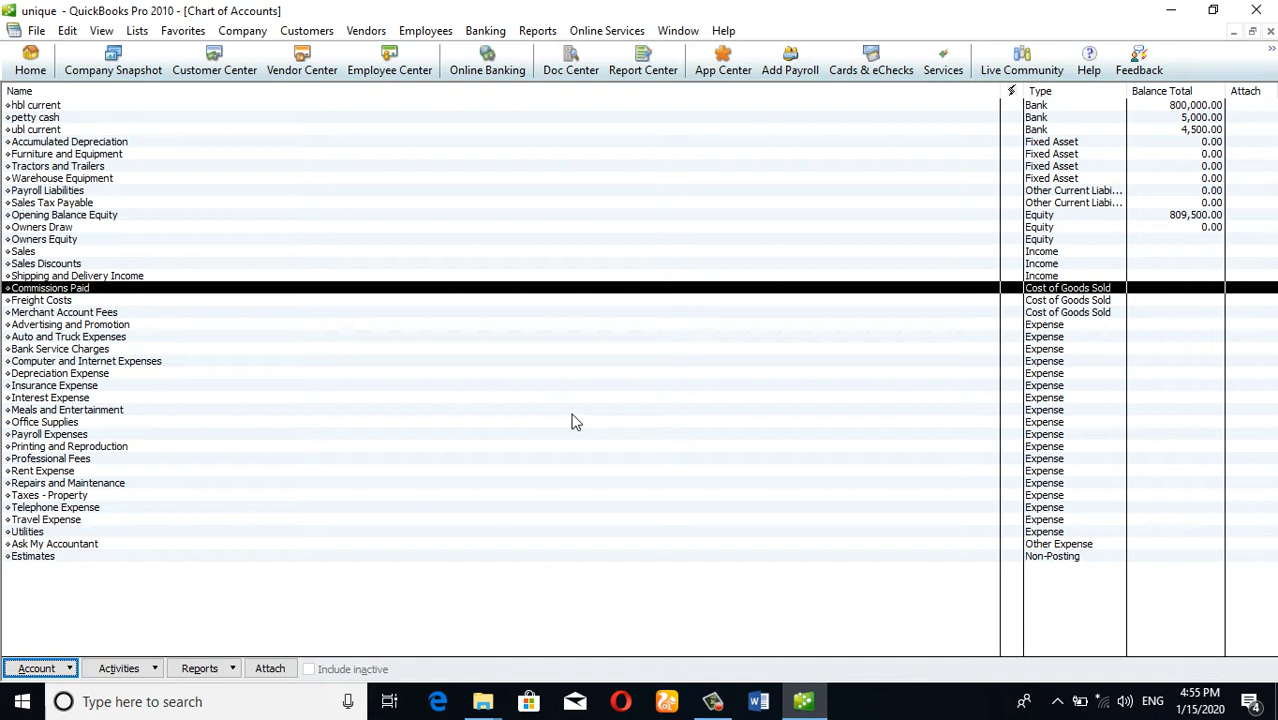 unique - QuickBooks Pro 2010 - [Chart of Accounts]
File Edit View Lists Favorites Company Customers Vendors Employees Banking Reports Online Services Window Help
Home Company Snapshot Customer Center Vendor Center Employee Center Online Banking Doc Center Report Center App Center Add Payroll Cards & eChecks Services Live Community Help Feedback
Name Type Balance Total Attach
hbl current Bank 800,000.00
petty cash Bank 5,000.00
ubl current Bank 4,500.00
Accumulated Depreciation Fixed Asset 0.00
Furniture and Equipment Fixed Asset 0.00
Tractors and Trailers Fixed Asset 0.00
Warehouse Equipment Fixed Asset 0.00
Payroll Liabilities Other Current Liabi... 0.00
Sales Tax Payable Other Current Liabi... 0.00
Opening Balance Equity Equity 809,500.00
Owners Draw Equity 0.00
Owners Equity Equity
Sales Income
Sales Discounts Income
Shipping and Delivery Income Income
Commissions Paid Cost of Goods Sold
Freight Costs Cost of Goods Sold
Merchant Account Fees Cost of Goods Sold
Advertising and Promotion Expense
Auto and Truck Expenses Expense
Bank Service Charges Expense
Computer and Internet Expenses Expense
Depreciation Expense Expense
Insurance Expense Expense
Interest Expense Expense
Meals and Entertainment Expense
Office Supplies Expense
Payroll Expenses Expense
Printing and Reproduction Expense
Professional Fees Expense
Rent Expense Expense
Repairs and Maintenance Expense
Taxes - Property Expense
Telephone Expense Expense
Travel Expense Expense
Utilities Expense
Ask My Accountant Other Expense
Estimates Non-Posting
Account Activities Reports Attach Include inactive
Type here to search ENG 4:55 PM
1/15/2020 4